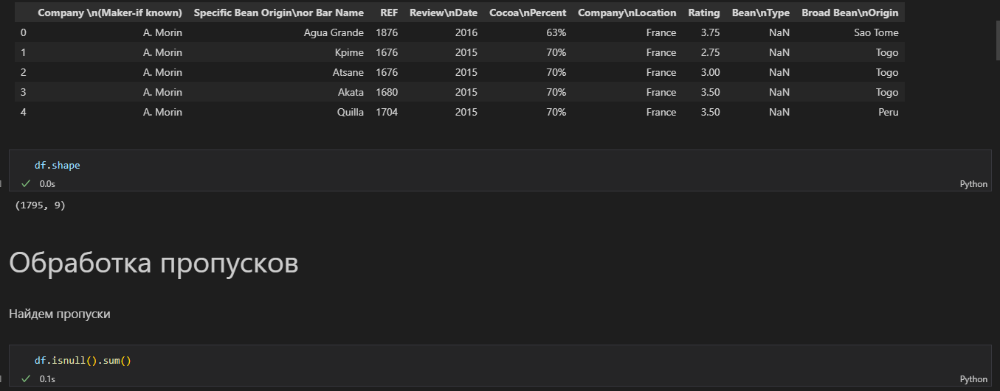 Company \n(Maker-if known) Specific Bean Origin\nor Bar Name REF Review\nDate Cocoa\nPercent Company\nLocation Rating Bean\nType Broad Bean\nOrigin
0 A. Morin Agua Grande 1876 2016 63% France 3.75 NaN Sao Tome
1 A. Morin Kpime 1676 2015 70% France 2.75 NaN Togo
2 A. Morin Atsane 1676 2015 70% France 3.00 NaN Togo
3 A. Morin Akata 1680 2015 70% France 3.50 NaN Togo
4 A. Morin Quilla 1704 2015 70% France 3.50 NaN Peru
df.shape
0.0s Python
(1795, 9)
Обработка пропусков
Найдем пропуски
df.isnull().sum()
0.1s Python